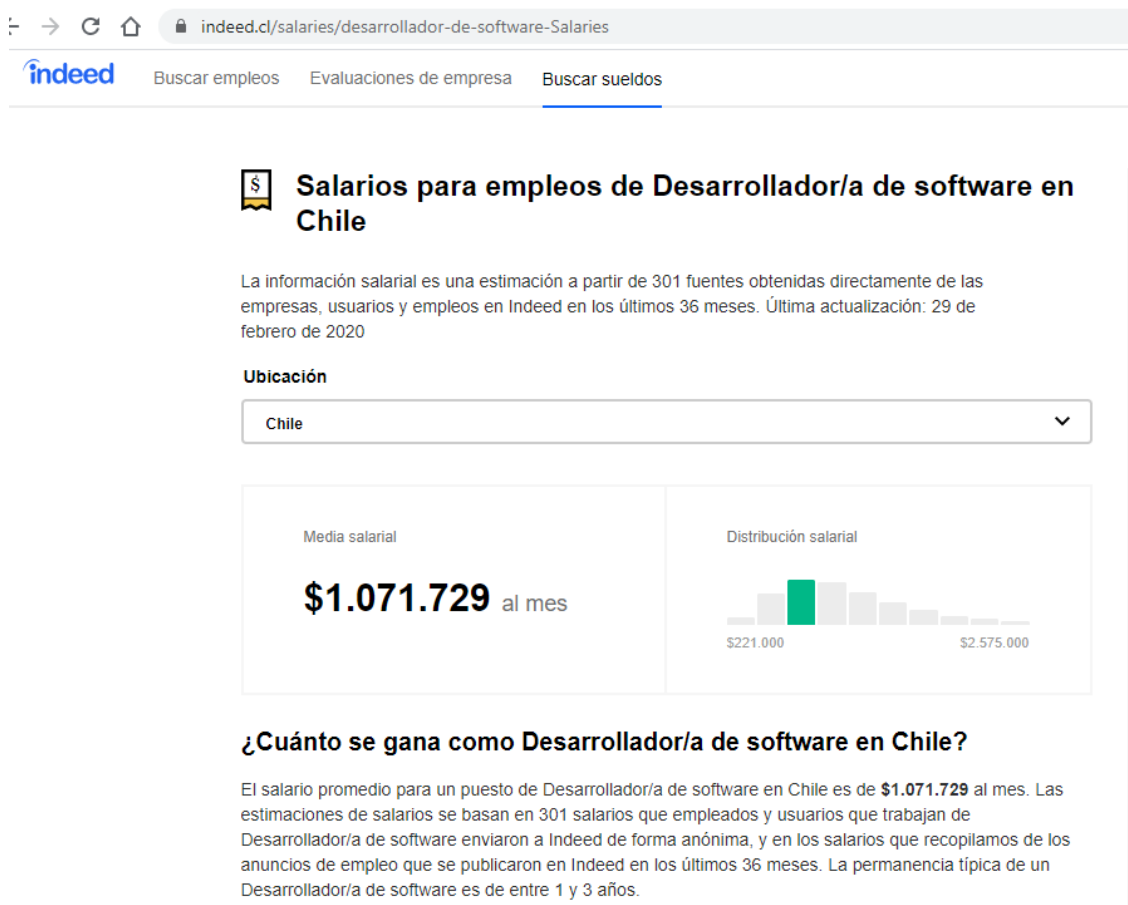 indeed.cl/salaries/desarrollador-de-software-Salaries
indeed Buscar empleos Evaluaciones de empresa Buscar sueldos
$ Salarios para empleos de Desarrollador/a de software en
Chile
La información salarial es una estimación a partir de 301 fuentes obtenidas directamente de las
empresas, usuarios y empleos en Indeed en los últimos 36 meses. Última actualización: 29 de
febrero de 2020
Ubicación
Chile
Media salarial
$1.071.729 al mes
Distribución salarial
$221.000 $2.575.000
¿Cuánto se gana como Desarrollador/a de software en Chile?
El salario promedio para un puesto de Desarrollador/a de software en Chile es de $1.071.729 al mes. Las
estimaciones de salarios se basan en 301 salarios que empleados y usuarios que trabajan de
Desarrollador/a de software enviaron a Indeed de forma anónima, y en los salarios que recopilamos de los
anuncios de empleo que se publicaron en Indeed en los últimos 36 meses. La permanencia típica de un
Desarrollador/a de software es de entre 1 y 3 años.